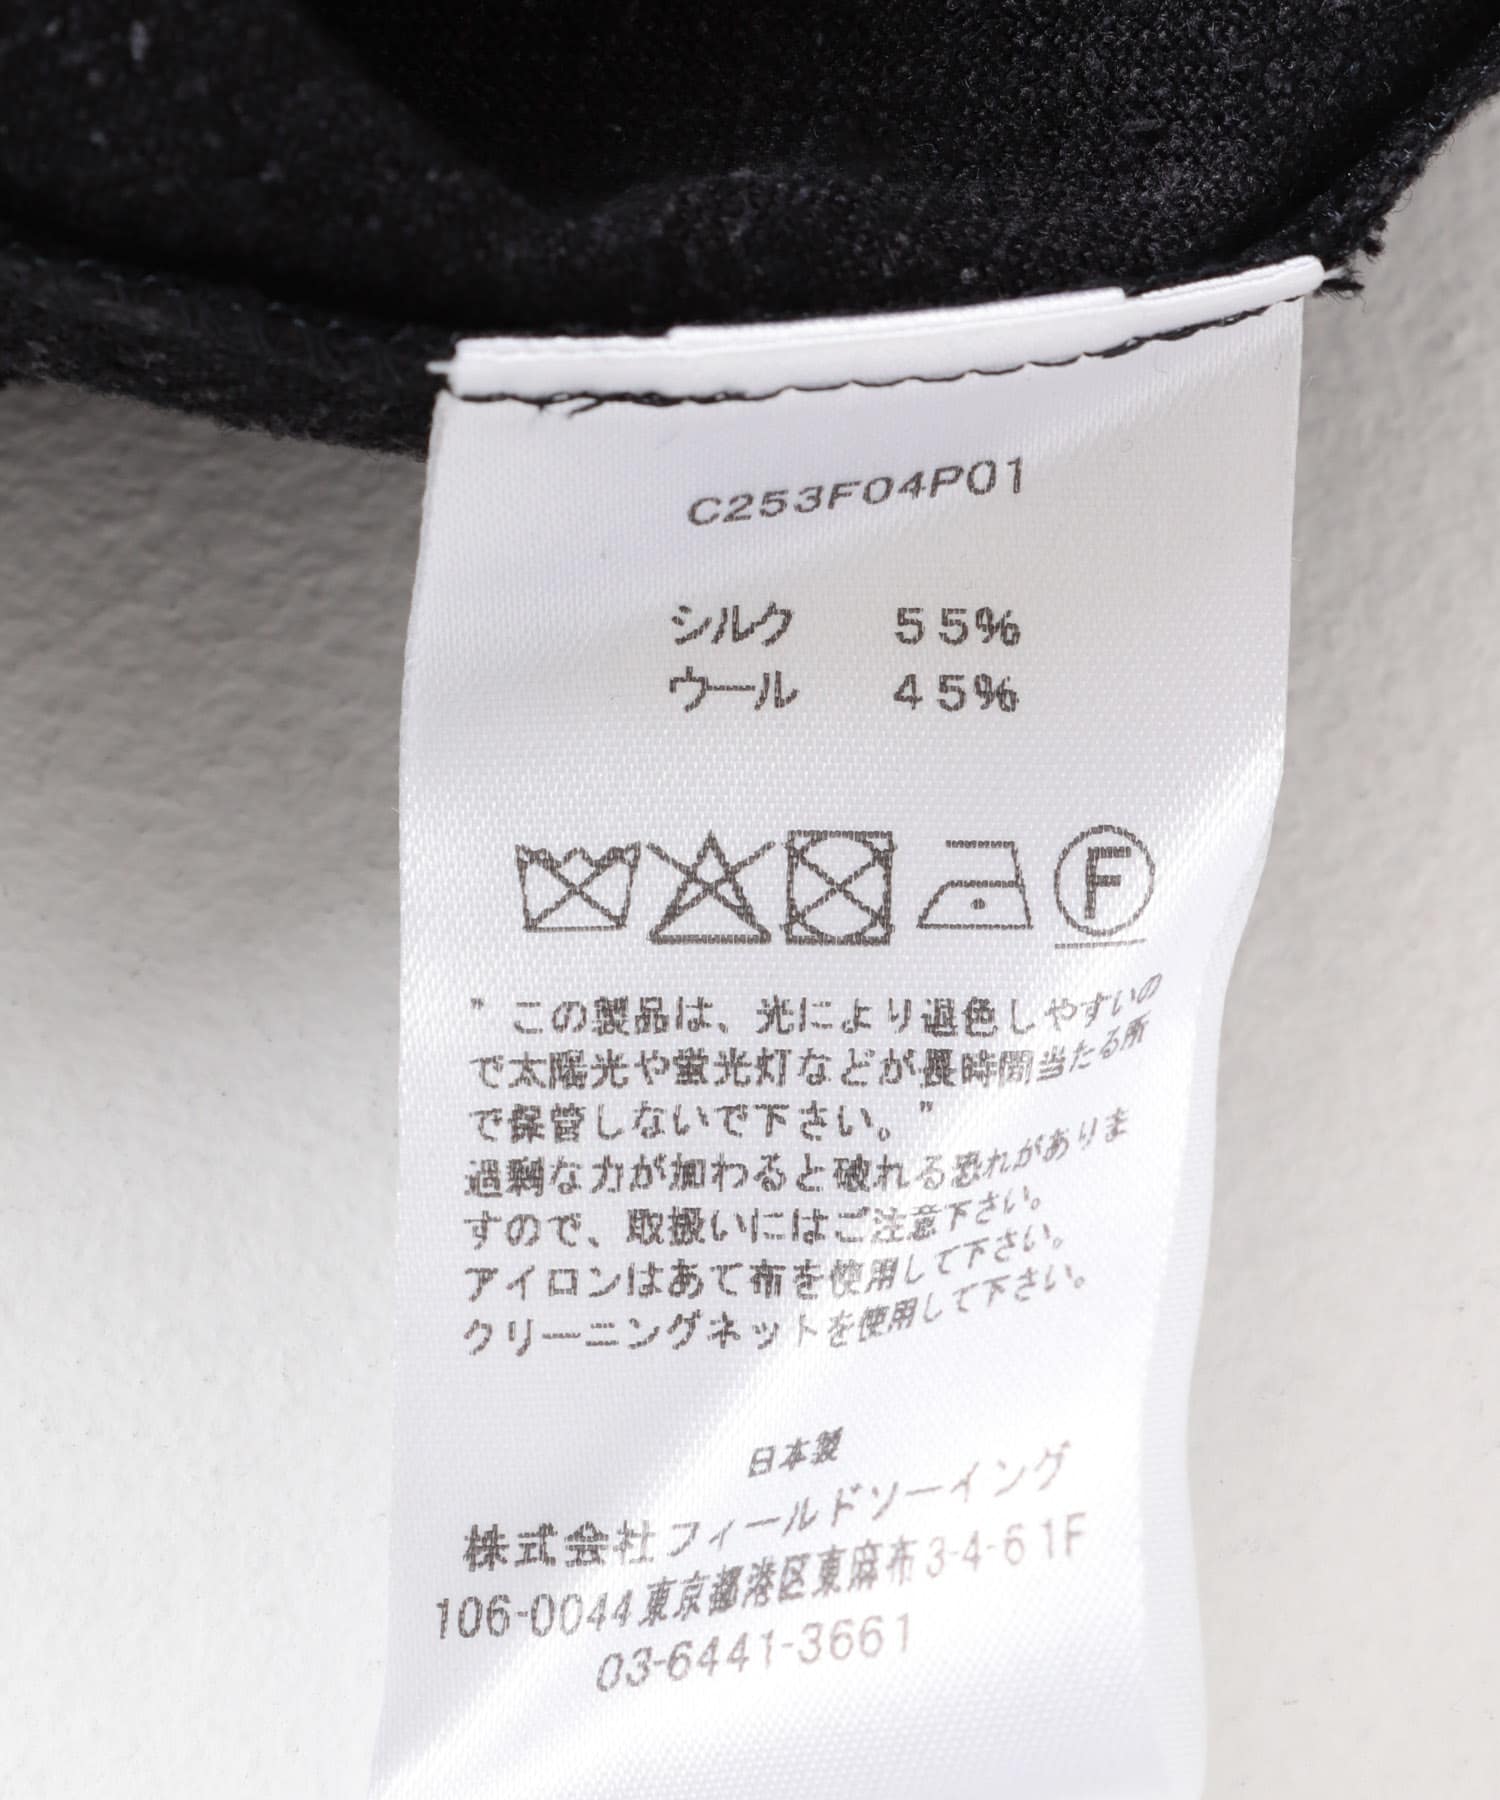 C253F04P01
シルク 55%
ウール 45%
F
"この製品は、光により退色しやすいの
で太陽光や蛍光灯などが長時間当たる所
で保管しないで下さい。"
過剰な力が加わると破れる恐れがありま
すので、取扱いにはご注意下さい。
アイロンはあて布を使用して下さい。
クリーニングネットを使用して下さい。
日本製
株式会社フィールドソーイング
106-0044東京都港区東麻布3-4-6 1F
03-6441-3661